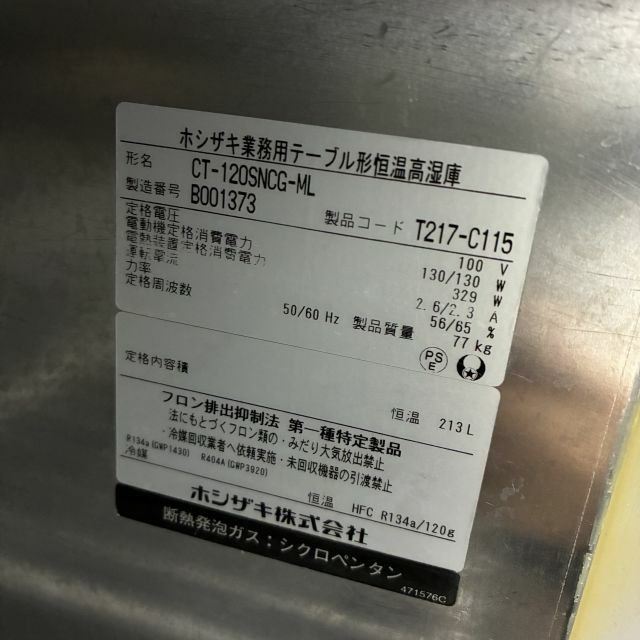 ホシザキ業務用テーブル形恒温高湿庫
形名 CT-120SNCG-ML
製造番号 B001373 製品コード T217-C115
定格電圧 100 V
電動機定格消費電力 130/130 W
電熱装置定格消費電力 329 W
運転電流 2.6/2.3 A
力率 56/65 %
定格周波数 50/60 Hz 製品質量 77 kg
PS E
定格内容積 恒温 213 L
フロン排出抑制法 第一種特定製品
法にもとづくフロン類の・みだり大気放出禁止
・冷媒回収業者へ依頼実施・未回収機器の引渡禁止
R134a(GWP1430) R404A(GWP3920)
冷媒 恒温 HFC R134a/120g
ホシザキ株式会社
断熱発泡ガス：シクロペンタン
471576C